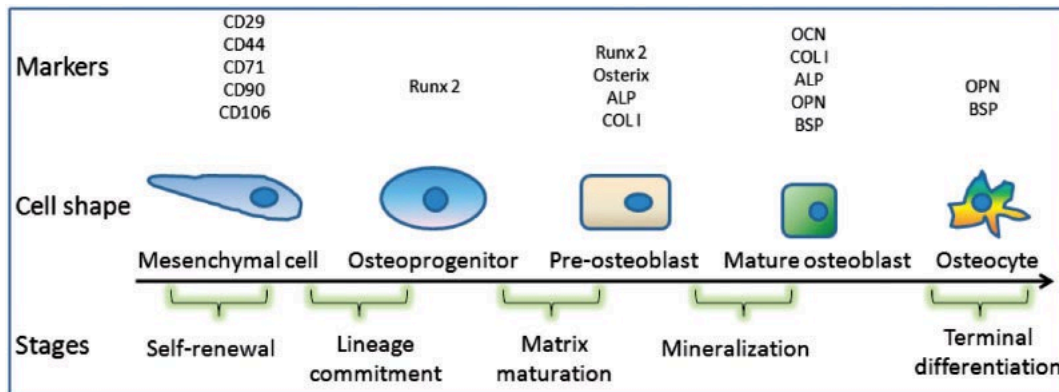 Markers
CD29
CD44
CD71
CD90
CD106
Runx 2
Runx 2
Osterix
ALP
COL I
OCN
COL I
ALP
OPN
BSP
OPN
BSP
Cell shape
Mesenchymal cell
Osteoprogenitor
Pre-osteoblast
Mature osteoblast
Osteocyte
Stages
Self-renewal
Lineage
commitment
Matrix
maturation
Mineralization
Terminal
differentiation